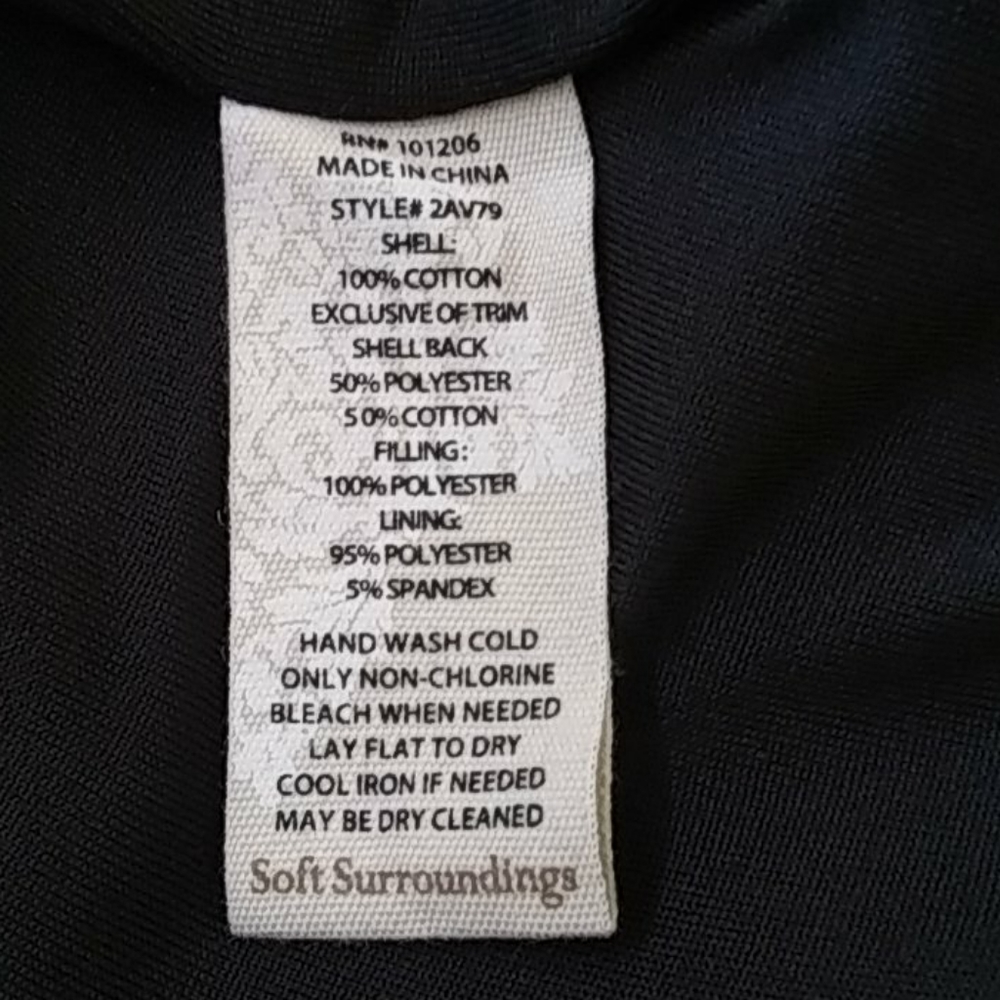 RN# 101206
MADE IN CHINA
STYLE# 2AV79
SHELL:
100% COTTON
EXCLUSIVE OF TRIM
SHELL BACK
50% POLYESTER
50% COTTON
FILLING:
100% POLYESTER
LINING:
95% POLYESTER
5% SPANDEX
HAND WASH COLD
ONLY NON-CHLORINE
BLEACH WHEN NEEDED
LAY FLAT TO DRY
COOL IRON IF NEEDED
MAY BE DRY CLEANED
Soft Surroundings